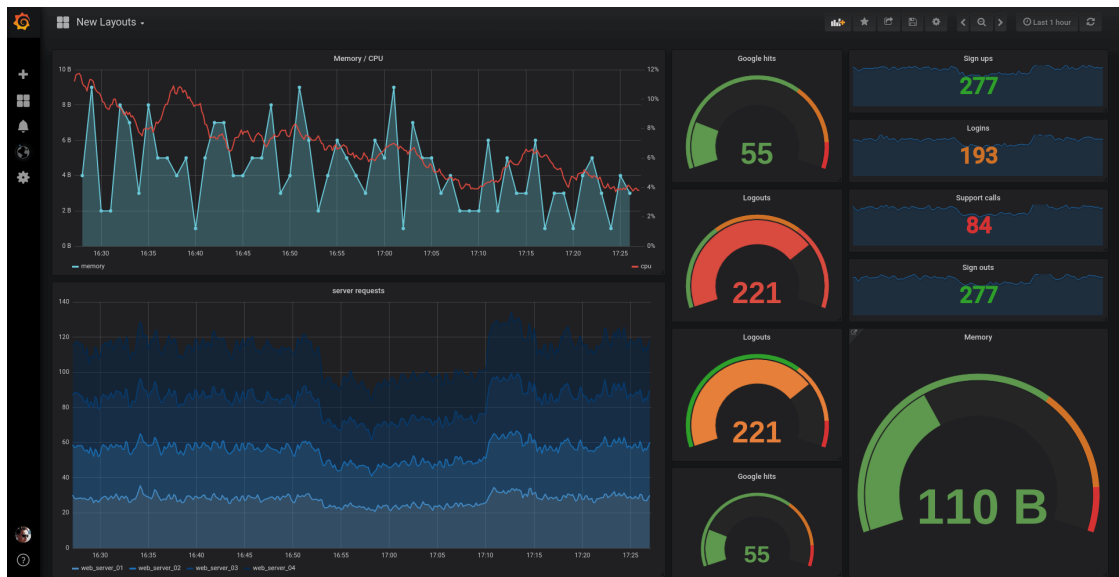 New Layouts
Last 1 hour
Memory / CPU
10 B
8 B
6 B
4 B
2 B
0 B
12%
10%
8%
6%
4%
2%
0%
16:30 16:35 16:40 16:45 16:50 16:55 17:00 17:05 17:10 17:15 17:20 17:25
memory cpu
server requests
140
120
100
80
60
40
20
0
16:30 16:35 16:40 16:45 16:50 16:55 17:00 17:05 17:10 17:15 17:20 17:25
web_server_01 web_server_02 web_server_03 web_server_04
Google hits
55
Logouts
221
Logouts
221
Google hits
55
Sign ups
277
Logins
193
Support calls
84
Sign outs
277
Memory
110 B